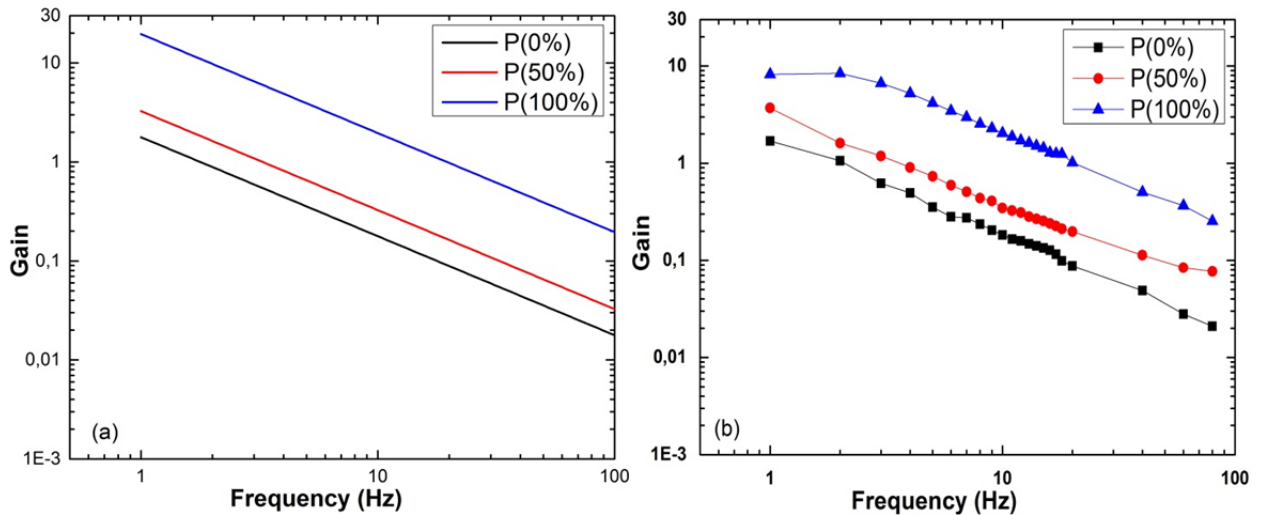 30
10
1
0,1
0,01
1E-3
Gain
P(0%)
P(50%)
P(100%)
(a)
1
10
100
Frequency (Hz)
30
10
1
0,1
0,01
1E-3
Gain
P(0%)
P(50%)
P(100%)
(b)
1
10
100
Frequency (Hz)